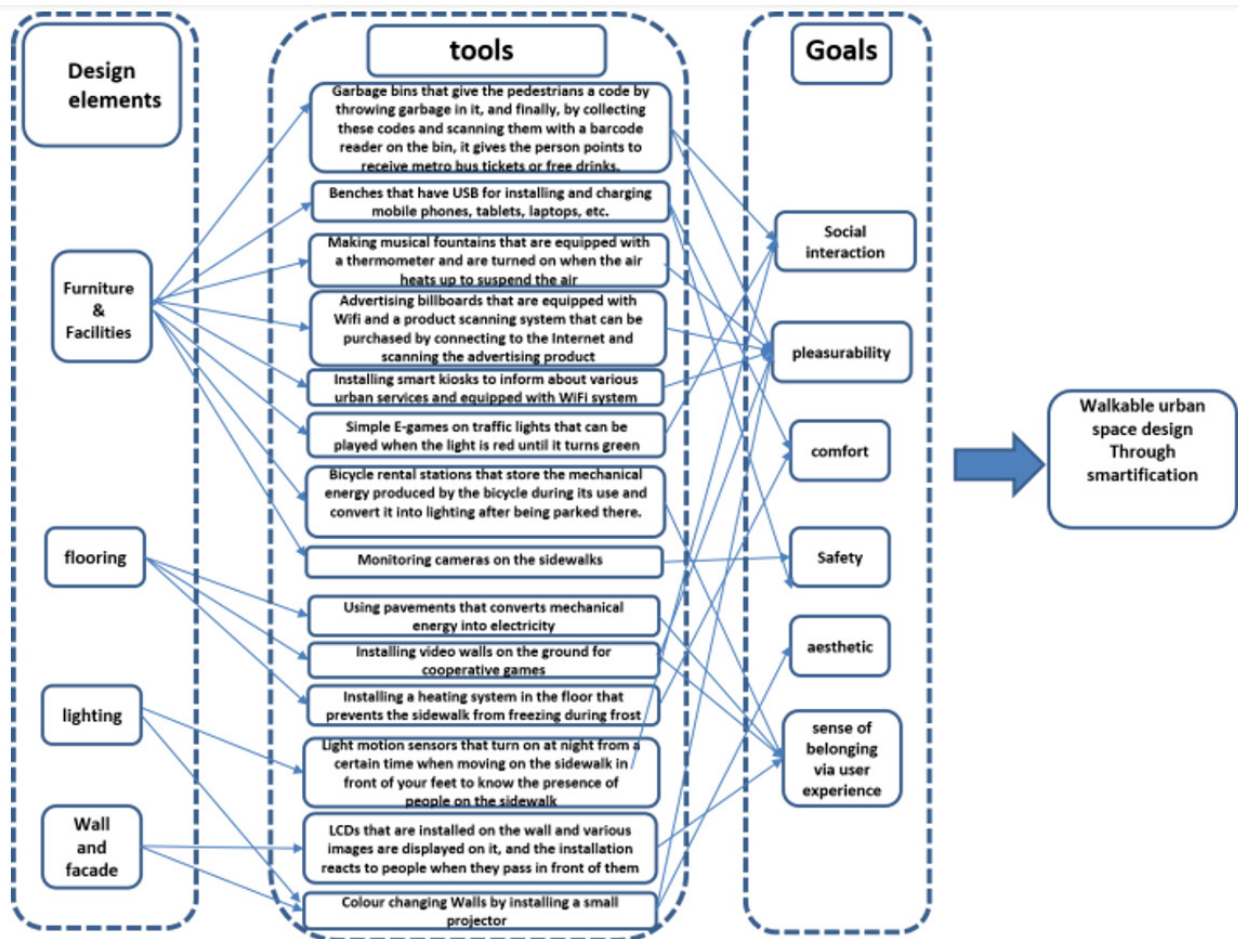 Design
elements
Furniture
&
Facilities
flooring
lighting
Wall
and
facade
tools
Garbage bins that give the pedestrians a code by
throwing garbage in it, and finally, by collecting
these codes and scanning them with a barcode
reader on the bin, it gives the person points to
receive metro bus tickets or free drinks.
Benches that have USB for installing and charging
mobile phones, tablets, laptops, etc.
Making musical fountains that are equipped with
a thermometer and are turned on when the air
heats up to suspend the air
Advertising billboards that are equipped with
Wifi and a product scanning system that can be
purchased by connecting to the Internet and
scanning the advertising product
Installing smart kiosks to inform about various
urban services and equipped with WiFi system
Simple E-games on traffic lights that can be
played when the light is red until it turns green
Bicycle rental stations that store the mechanical
energy produced by the bicycle during its use and
convert it into lighting after being parked there.
Monitoring cameras on the sidewalks
Using pavements that converts mechanical
energy into electricity
Installing video walls on the ground for
cooperative games
Installing a heating system in the floor that
prevents the sidewalk from freezing during frost
Light motion sensors that turn on at night from a
certain time when moving on the sidewalk in
front of your feet to know the presence of
people on the sidewalk
LCDs that are installed on the wall and various
images are displayed on it, and the installation
reacts to people when they pass in front of them
Colour changing Walls by installing a small
projector
Goals
Social
interaction
pleasurability
comfort
Safety
aesthetic
sense of
belonging
via user
experience
Walkable urban
space design
Through
smartification